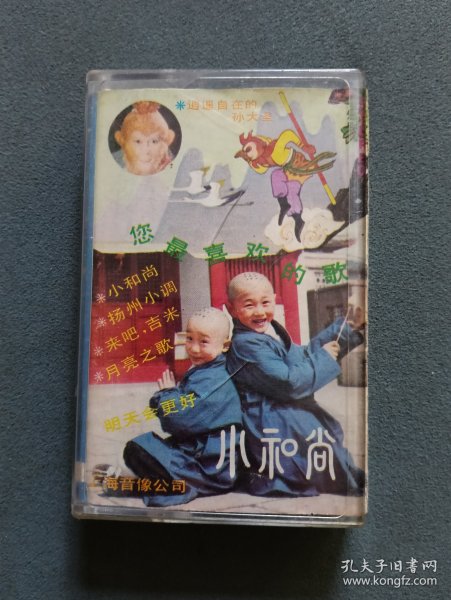 *逍遥自在的
孙大圣
您最喜欢的歌
*小和尚
*扬州小调
*来吧,吉米
*月亮之歌
明天会更好
小和尚
海音像公司
孔夫子旧书网
www.kongfz.com